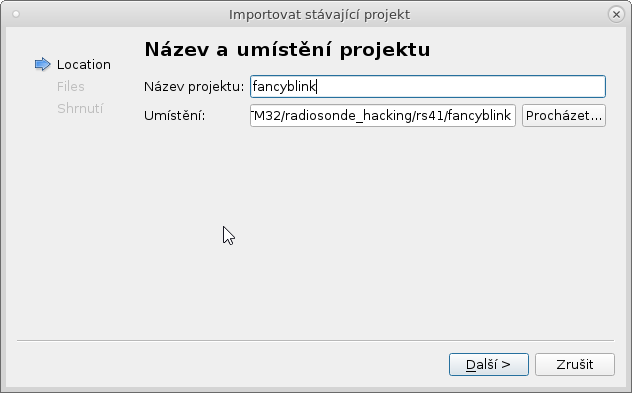 Importovat stávající projekt
Location
Files
Shrnutí
Název a umístění projektu
Název projektu: fancyblink
Umístění: TM32/radiosonde_hacking/rs41/fancyblink Procházet...
Další > Zrušit